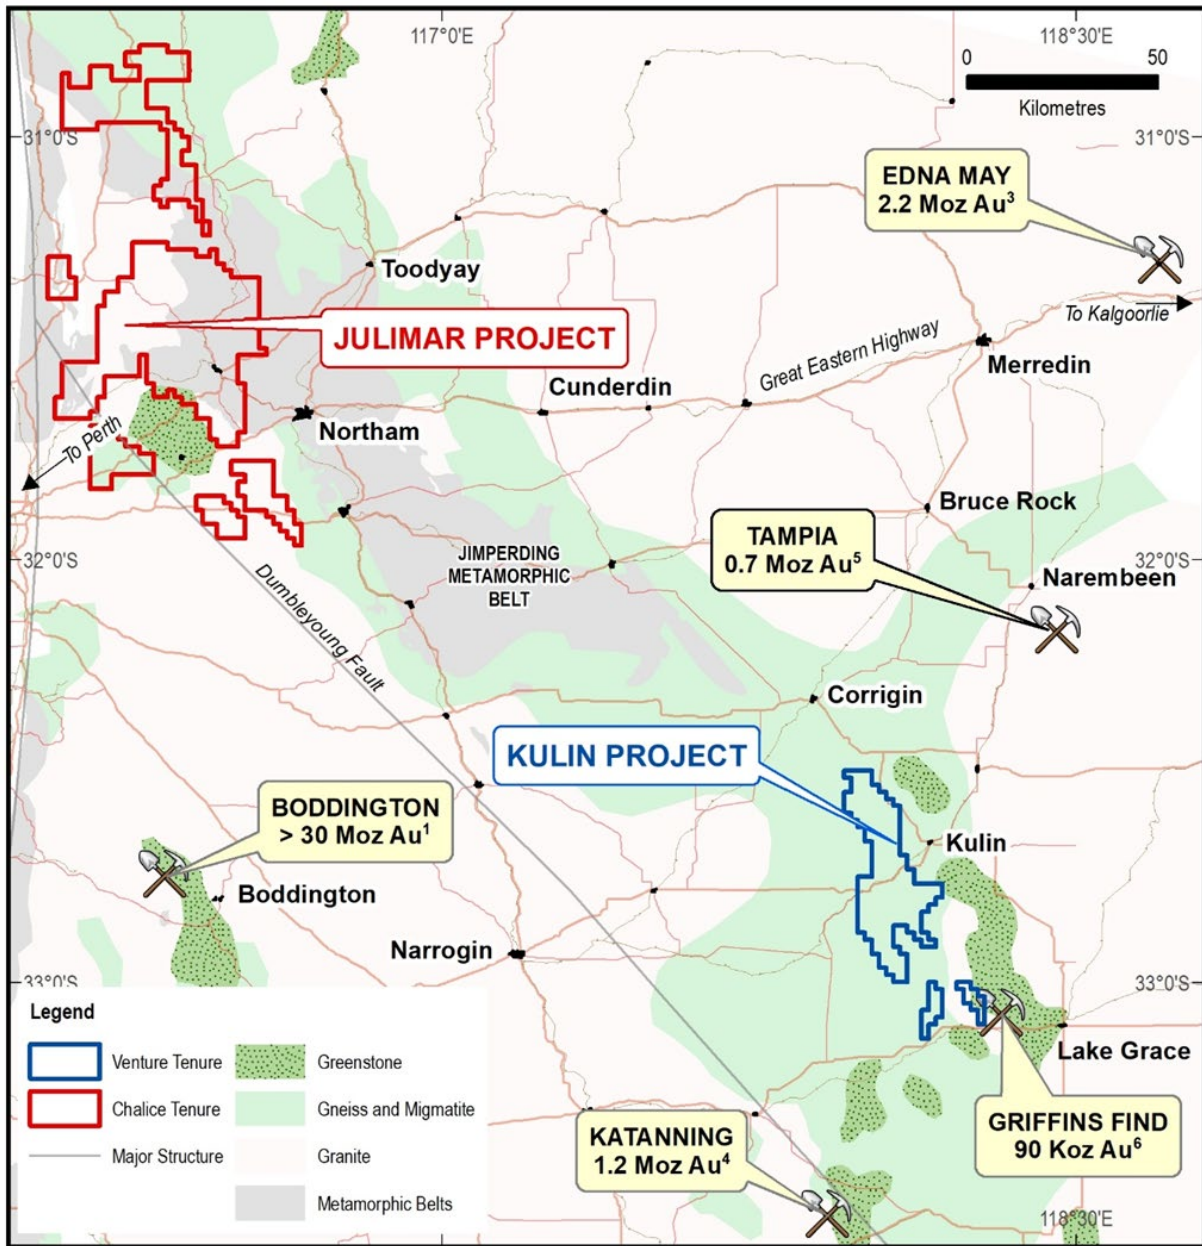 117°0'E
118°30'E
0 50
Kilometres
31°0'S
31°0'S
EDNA MAY
2.2 Moz Au³
Toodyay
To Kalgoorlie
JULIMAR PROJECT
Great Eastern Highway
Merredin
Cunderdin
To Perth
Northam
Bruce Rock
TAMPIA
0.7 Moz Au⁵
32°0'S
32°0'S
JIMPERDING
METAMORPHIC
BELT
Narembeen
Dumbleyoung Fault
Corrigin
KULIN PROJECT
BODDINGTON
> 30 Moz Au¹
Kulin
Boddington
Narrogin
33°0'S
33°0'S
Legend
Venture Tenure
Chalice Tenure
Major Structure
Greenstone
Gneiss and Migmatite
Granite
Metamorphic Belts
Lake Grace
GRIFFINS FIND
90 Koz Au⁶
KATANNING
1.2 Moz Au⁴
118°30'E